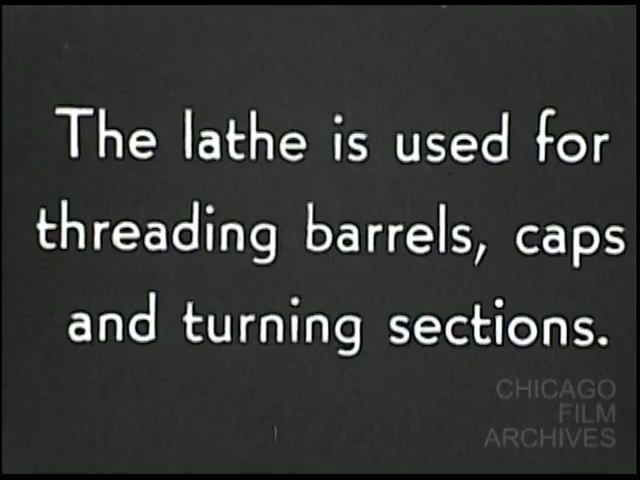 The lathe is used for
threading barrels, caps
and turning sections.
CHICAGO
FILM
ARCHIVES